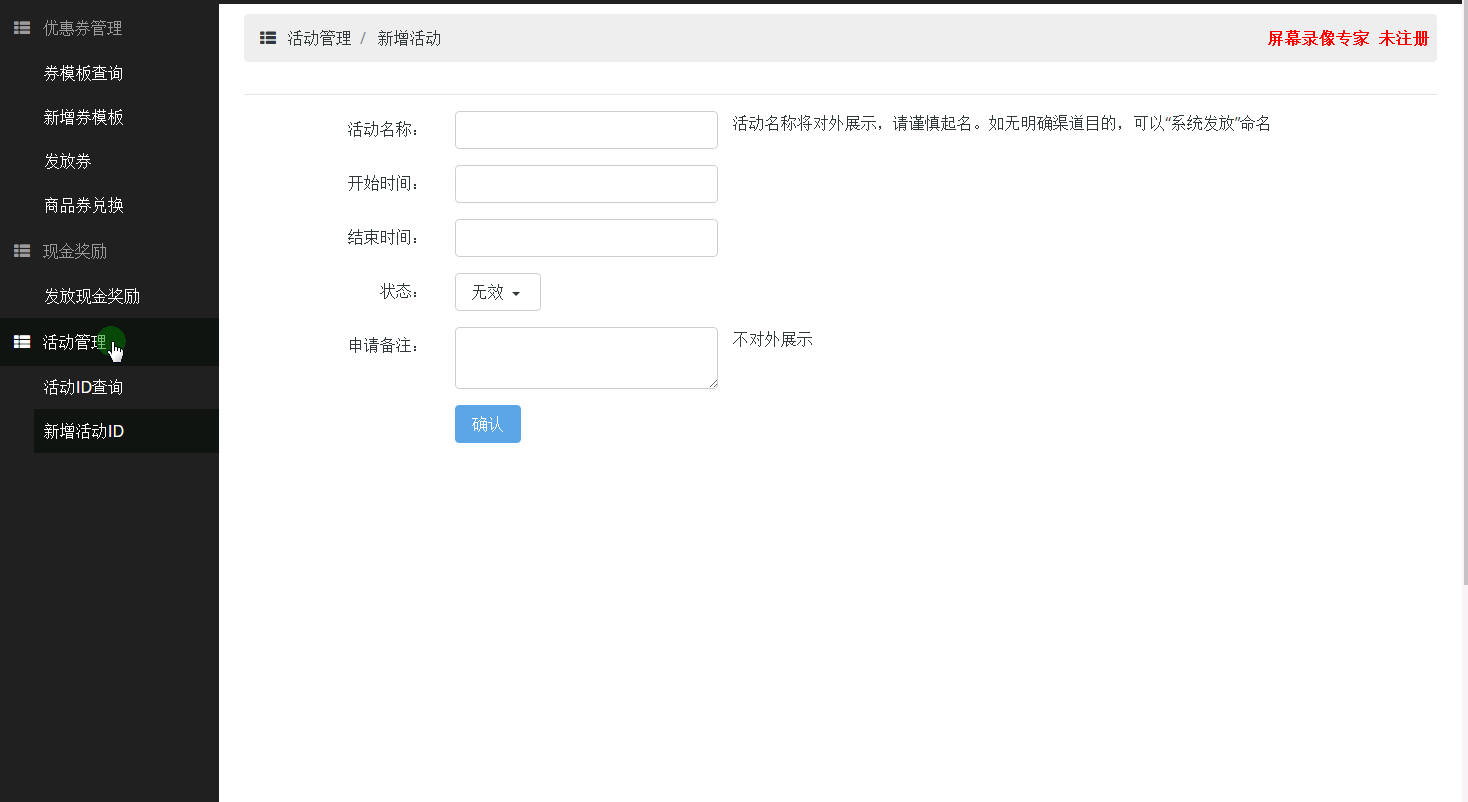 优惠券管理
券模板查询
新增券模板
发放券
商品券兑换
现金奖励
发放现金奖励
活动管理
活动ID查询
新增活动ID
活动管理 / 新增活动
屏幕录像专家 未注册
活动名称：
活动名称将对外展示，请谨慎起名。如无明确渠道目的，可以“系统发放”命名
开始时间：
结束时间：
状态：
无效
申请备注：
不对外展示
确认